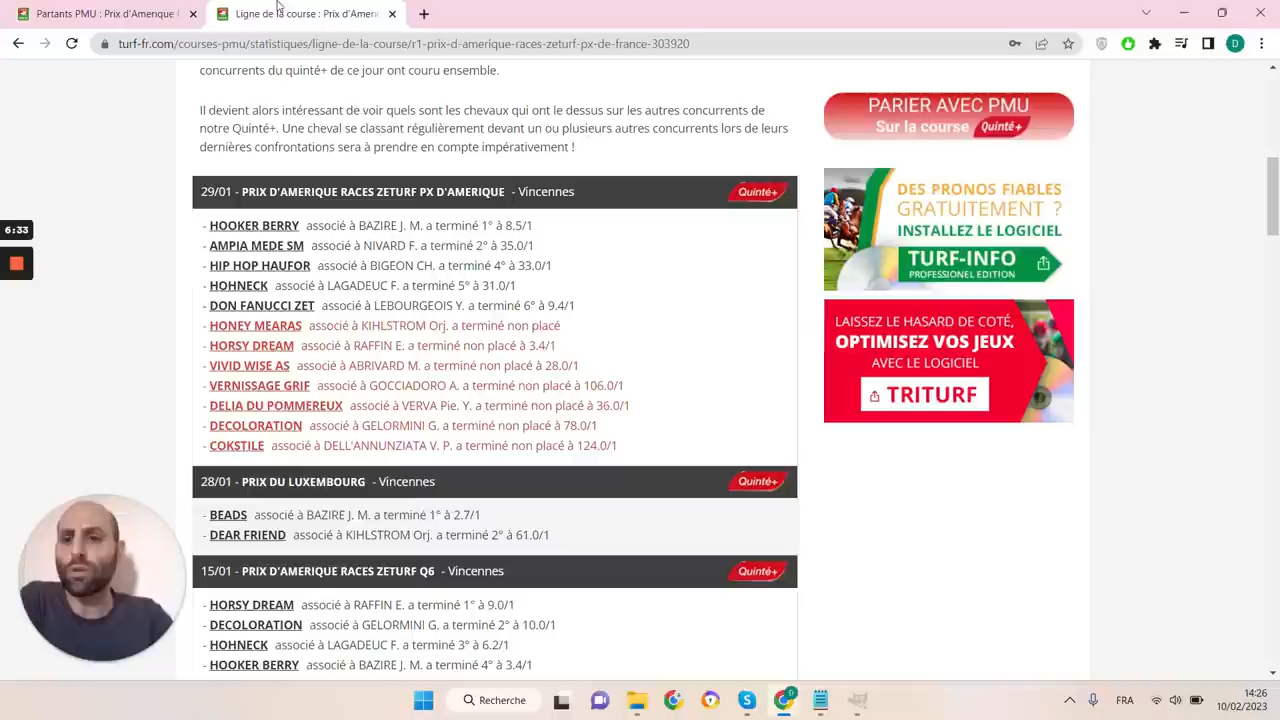 Ligne de course : Prix d'Ameri
turf-fr.com/courses-pmu/statistiques/ligne-de-course/r1-prix-d-amerique-races-zeturf-px-de-france-303920
D
concurrents du quinté+ de ce jour ont couru ensemble.
Il devient alors intéressant de voir quels sont les chevaux qui ont le dessus sur les autres concurrents de
notre Quinté+. Une cheval se classant régulièrement devant un ou plusieurs autres concurrents lors de leurs
dernières confrontations sera à prendre en compte impérativement !
29/01 - PRIX D'AMERIQUE RACES ZETURF PX D'AMERIQUE - Vincennes
Quinté+
- HOOKER BERRY associé à BAZIRE J. M. a terminé 1° à 8.5/1
- AMPIA MEDE SM associé à NIVARD F. a terminé 2° à 35.0/1
- HIP HOP HAUFOR associé à BIGEON CH. a terminé 4° à 33.0/1
- HOHNECK associé à LAGADEUC F. a terminé 5° à 31.0/1
- DON FANUCCI ZET associé à LEBOURGEOIS Y. a terminé 6° à 9.4/1
- HONEY MEARAS associé à KIHLSTROM Orj. a terminé non placé
- HORSY DREAM associé à RAFFIN E. a terminé non placé à 3.4/1
- VIVID WISE AS associé à ABRIVARD M. a terminé non placé à 28.0/1
- VERNISSAGE GRIF associé à GOCCIADORO A. a terminé non placé à 106.0/1
- DELIA DU POMMEREUX associé à VERVA Pie. Y. a terminé non placé à 36.0/1
- DECOLORATION associé à GELORMINI G. a terminé non placé à 78.0/1
- COKSTILE associé à DELL'ANNUNZIATA V. P. a terminé non placé à 124.0/1
28/01 - PRIX DU LUXEMBOURG - Vincennes
Quinté+
- BEADS associé à BAZIRE J. M. a terminé 1° à 2.7/1
- DEAR FRIEND associé à KIHLSTROM Orj. a terminé 2° à 61.0/1
15/01 - PRIX D'AMERIQUE RACES ZETURF Q6 - Vincennes
Quinté+
- HORSY DREAM associé à RAFFIN E. a terminé 1° à 9.0/1
- DECOLORATION associé à GELORMINI G. a terminé 2° à 10.0/1
- HOHNECK associé à LAGADEUC F. a terminé 3° à 6.2/1
- HOOKER BERRY associé à BAZIRE J. M. a terminé 4° à 3.4/1
PARIER AVEC PMU
Sur la course Quinté+
DES PRONOS FIABLES
GRATUITEMENT ?
INSTALLEZ LE LOGICIEL
TURF-INFO
PROFESSIONEL EDITION
LAISSEZ LE HASARD DE COTÉ,
OPTIMISEZ VOS JEUX
AVEC LE LOGICIEL
TRITURF
6:33
Recherche
FRA
14:26
10/02/2023